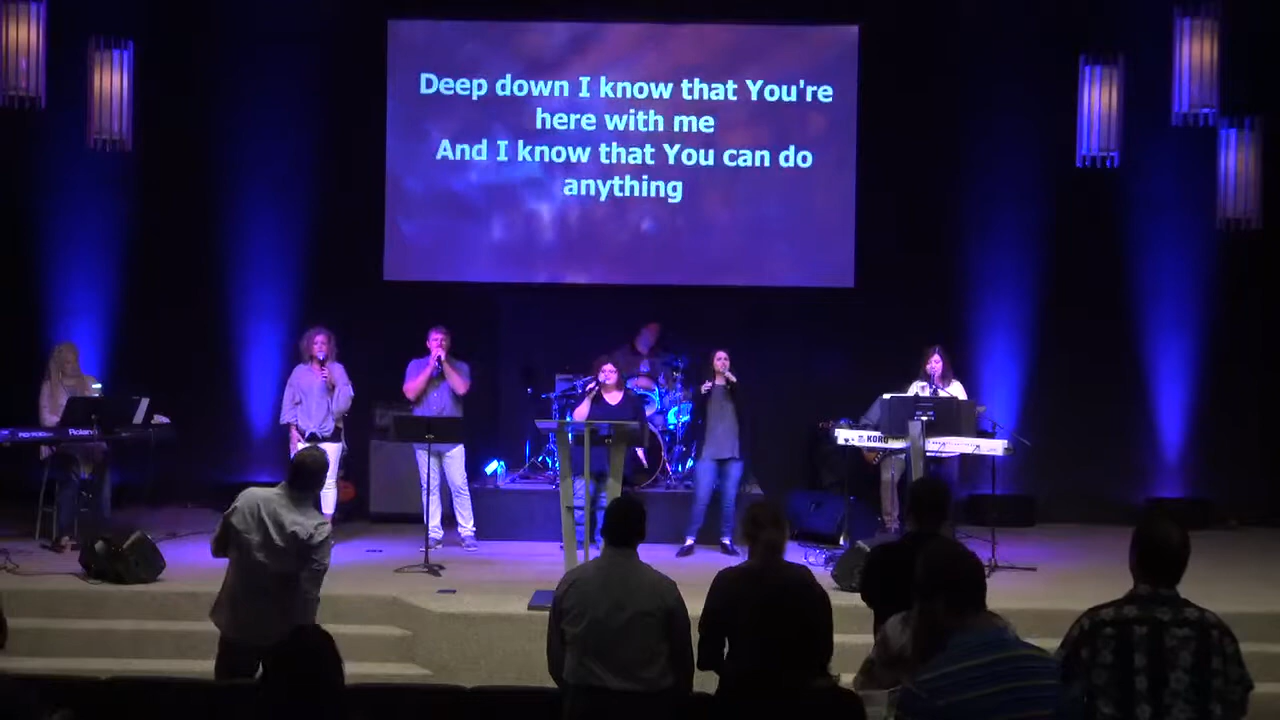 Deep down I know that You're
here with me
And I know that You can do
anything
Roland
KORG